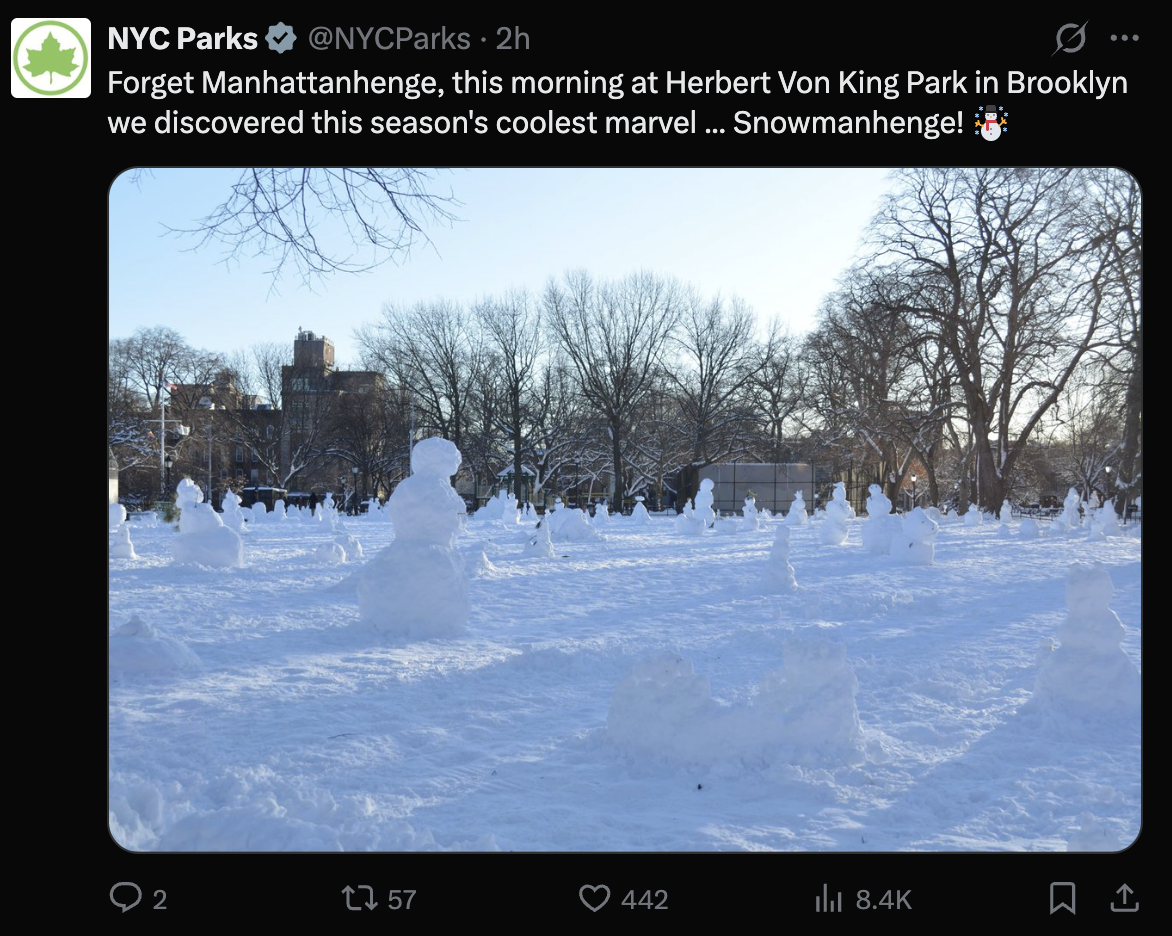 NYC Parks @NYCParks · 2h
Forget Manhattanhenge, this morning at Herbert Von King Park in Brooklyn
we discovered this season's coolest marvel ... Snowmanhenge! ☃️
2 57 442 8.4K